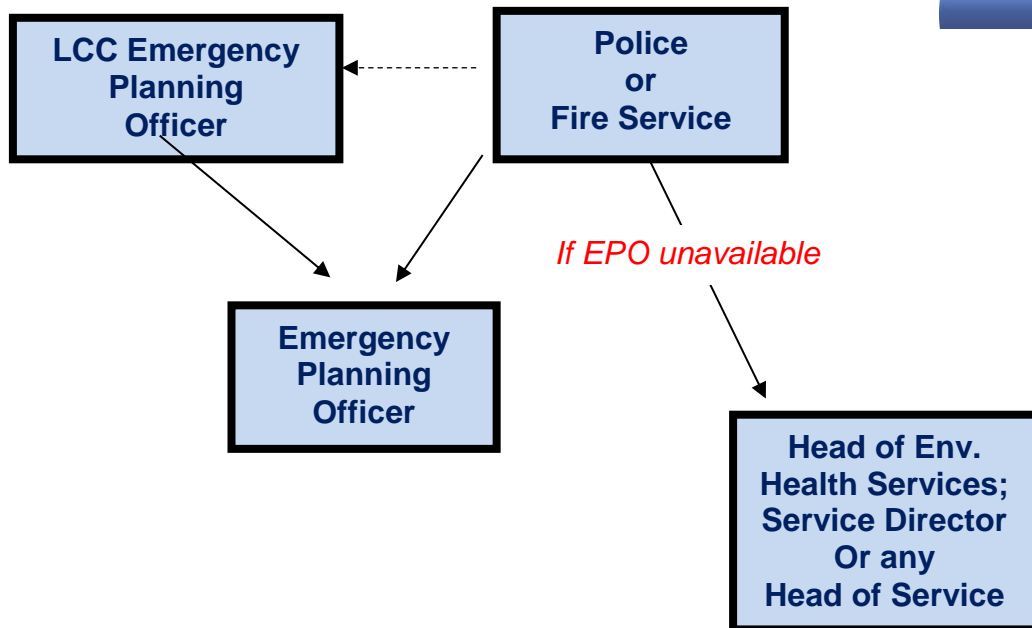 LCC Emergency
Planning
Officer
Police
or
Fire Service
If EPO unavailable
Emergency
Planning
Officer
Head of Env.
Health Services;
Service Director
Or any
Head of Service